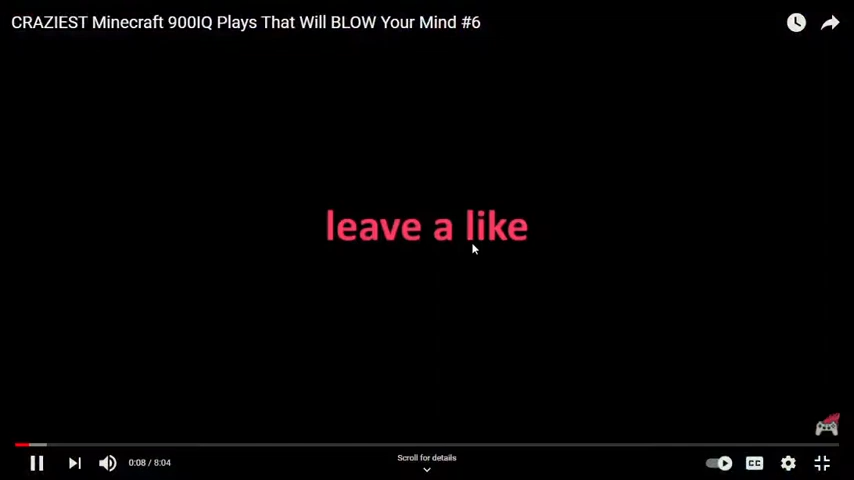 CRAZIEST Minecraft 900IQ Plays That Will BLOW Your Mind #6
leave a like
0:08 / 8:04
Scroll for details
CC